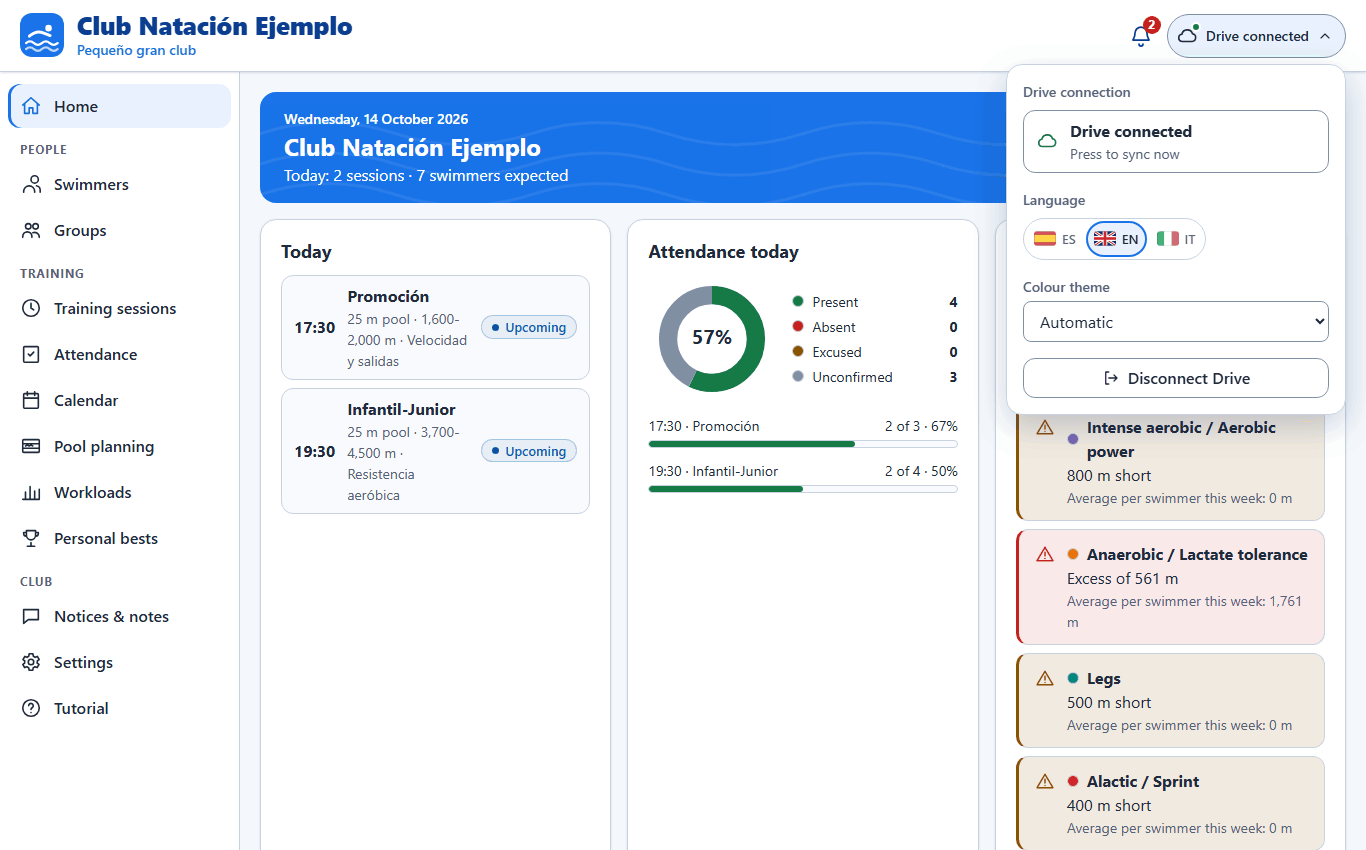 Club Natación Ejemplo
Pequeño gran club
2
Drive connected
Home
PEOPLE
Swimmers
Groups
TRAINING
Training sessions
Attendance
Calendar
Pool planning
Workloads
Personal bests
CLUB
Notices & notes
Settings
Tutorial
Wednesday, 14 October 2026
Club Natación Ejemplo
Today: 2 sessions · 7 swimmers expected
Today
17:30
Promoción
25 m pool · 1,600-
2,000 m · Velocidad
y salidas
Upcoming
19:30
Infantil-Junior
25 m pool · 3,700-
4,500 m ·
Resistencia
aeróbica
Upcoming
Attendance today
57%
Present 4
Absent 0
Excused 0
Unconfirmed 3
17:30 · Promoción 2 of 3 · 67%
19:30 · Infantil-Junior 2 of 4 · 50%
Drive connection
Drive connected
Press to sync now
Language
ES EN IT
Colour theme
Automatic
Disconnect Drive
Intense aerobic / Aerobic
power
800 m short
Average per swimmer this week: 0 m
Anaerobic / Lactate tolerance
Excess of 561 m
Average per swimmer this week: 1,761
m
Legs
500 m short
Average per swimmer this week: 0 m
Alactic / Sprint
400 m short
Average per swimmer this week: 0 m